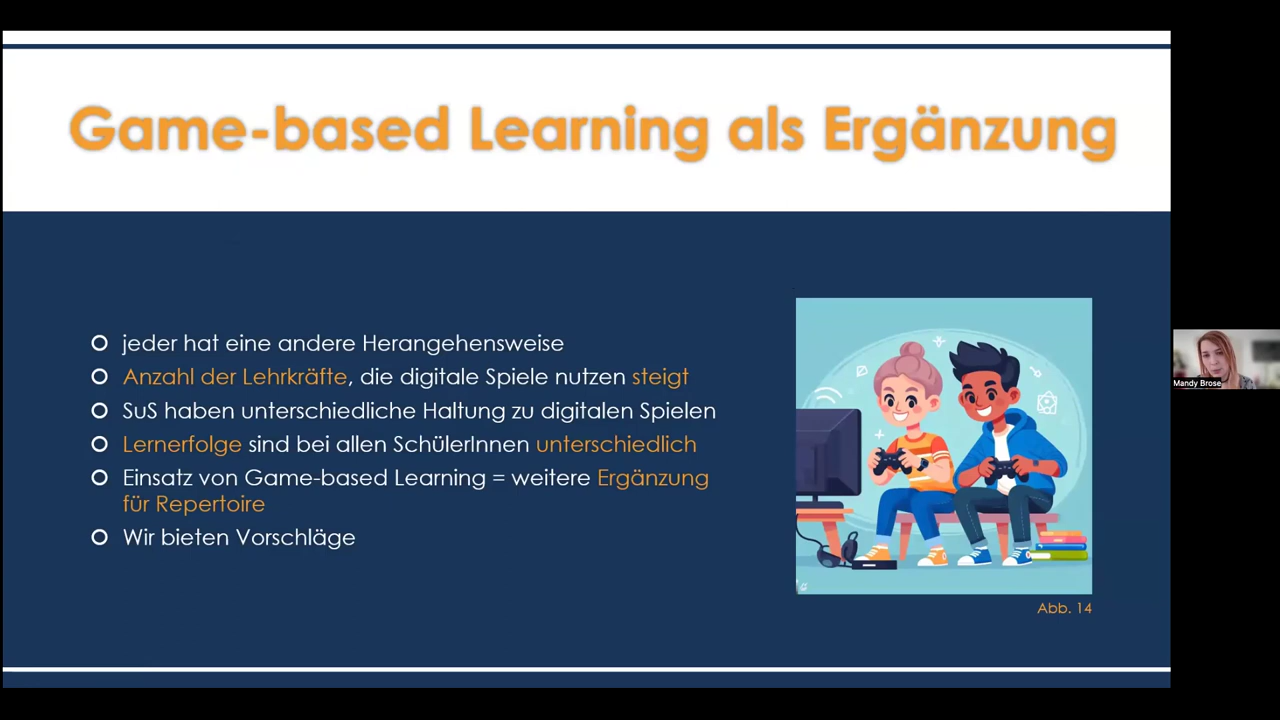 Game-based Learning als Ergänzung
jeder hat eine andere Herangehensweise
Anzahl der Lehrkräfte, die digitale Spiele nutzen steigt
SuS haben unterschiedliche Haltung zu digitalen Spielen
Lernerfolge sind bei allen SchülerInnen unterschiedlich
Einsatz von Game-based Learning = weitere Ergänzung
für Repertoire
Wir bieten Vorschläge
Abb. 14
Mandy Brose